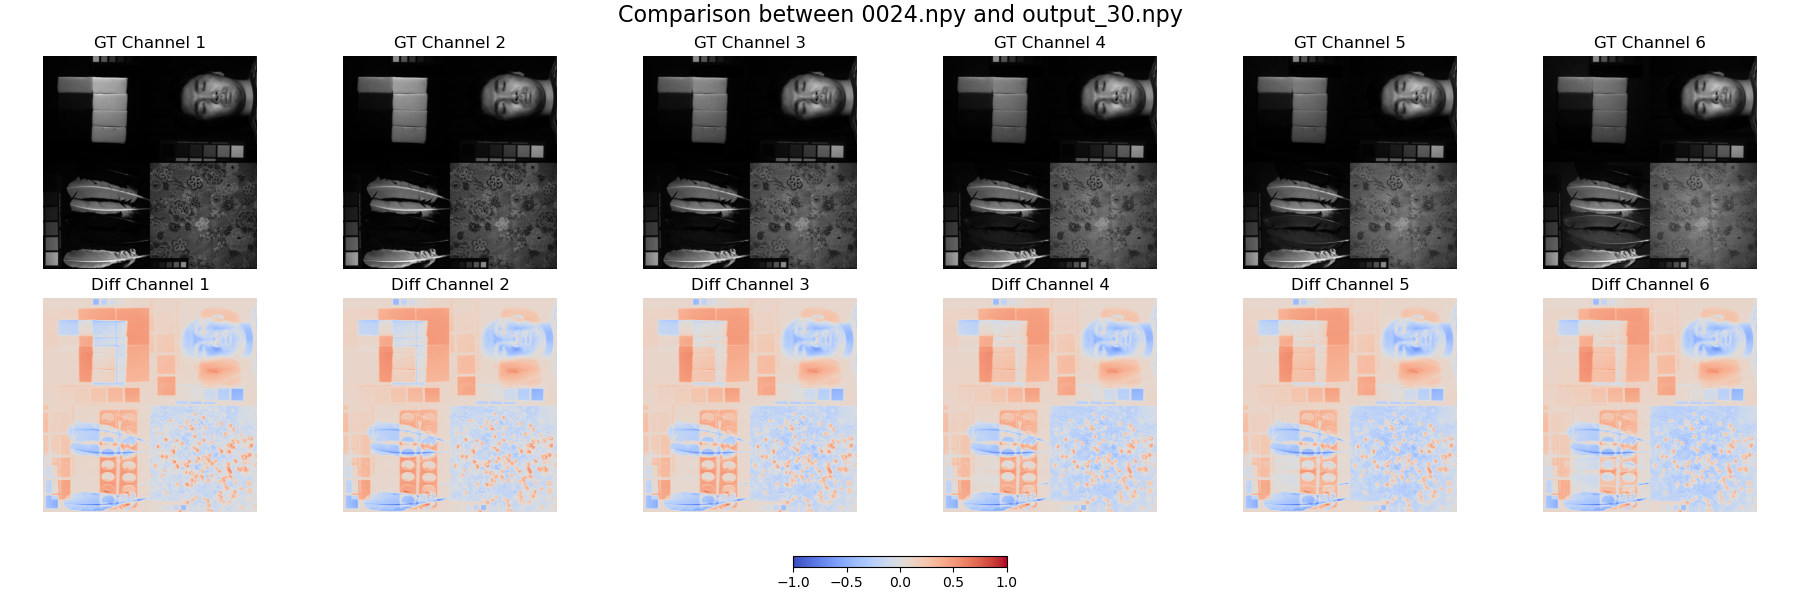 Comparison between 0024.npy and output_30.npy
GT Channel 1
GT Channel 2
GT Channel 3
GT Channel 4
GT Channel 5
GT Channel 6
Diff Channel 1
Diff Channel 2
Diff Channel 3
Diff Channel 4
Diff Channel 5
Diff Channel 6
−1.0 −0.5 0.0 0.5 1.0